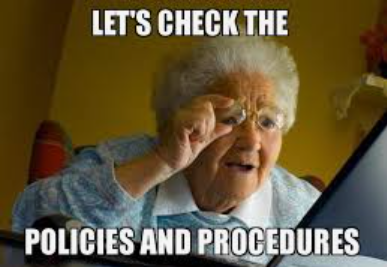 LET'S CHECK THE
POLICIES AND PROCEDURES